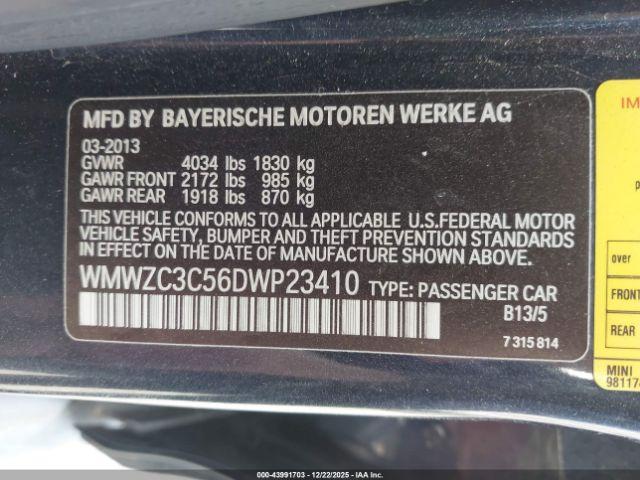 MFD BY BAYERISCHE MOTOREN WERKE AG
03-2013
GVWR 4034 lbs 1830 kg
GAWR FRONT 2172 lbs 985 kg
GAWR REAR 1918 lbs 870 kg
THIS VEHICLE CONFORMS TO ALL APPLICABLE U.S.FEDERAL MOTOR
VEHICLE SAFETY, BUMPER AND THEFT PREVENTION STANDARDS
IN EFFECT ON THE DATE OF MANUFACTURE SHOWN ABOVE.
WMWZC3C56DWP23410 TYPE: PASSENGER CAR
B13/5
7 315 814
IM
p
over
FRONT
REAR
MINI
98117
00-43991703 - 12/22/2025 - IAA Inc.